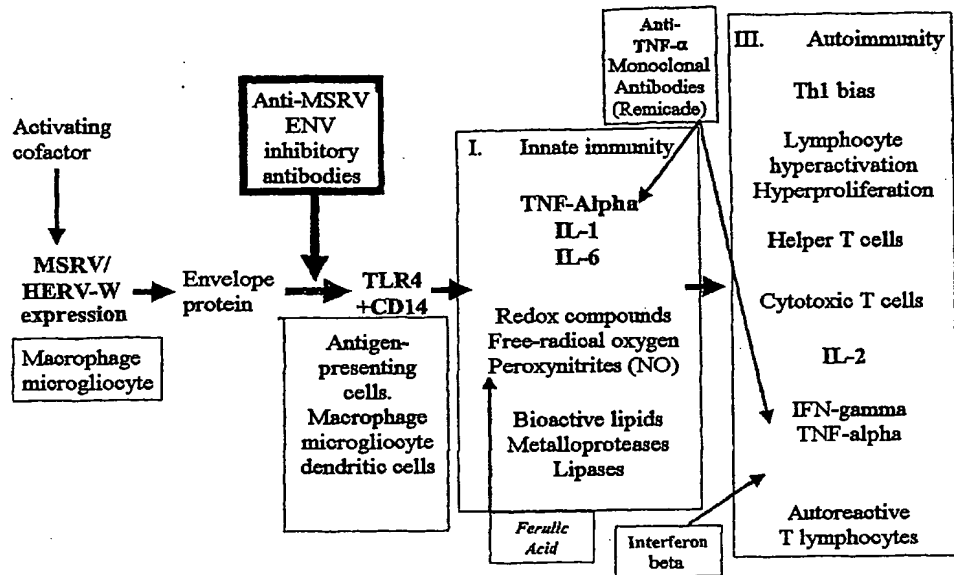 Activating
cofactor
MSRV/
HERV-W
expression
Macrophage
microgliocyte
Envelope
protein
Anti-MSRV
ENV
inhibitory
antibodies
TLR4
+CD14
Antigen-
presenting
cells.
Macrophage
microgliocyte
dendritic cells
I. Innate immunity
TNF-Alpha
IL-1
IL-6
Redox compounds
Free-radical oxygen
Peroxynitrites (NO)
Bioactive lipids
Metalloproteases
Lipases
Ferulic
Acid
Anti-
TNF-α
Monoclonal
Antibodies
(Remicade)
Interferon
beta
III. Autoimmunity
Th1 bias
Lymphocyte
hyperactivation
Hyperproliferation
Helper T cells
Cytotoxic T cells
IL-2
IFN-gamma
TNF-alpha
Autoreactive
T lymphocytes